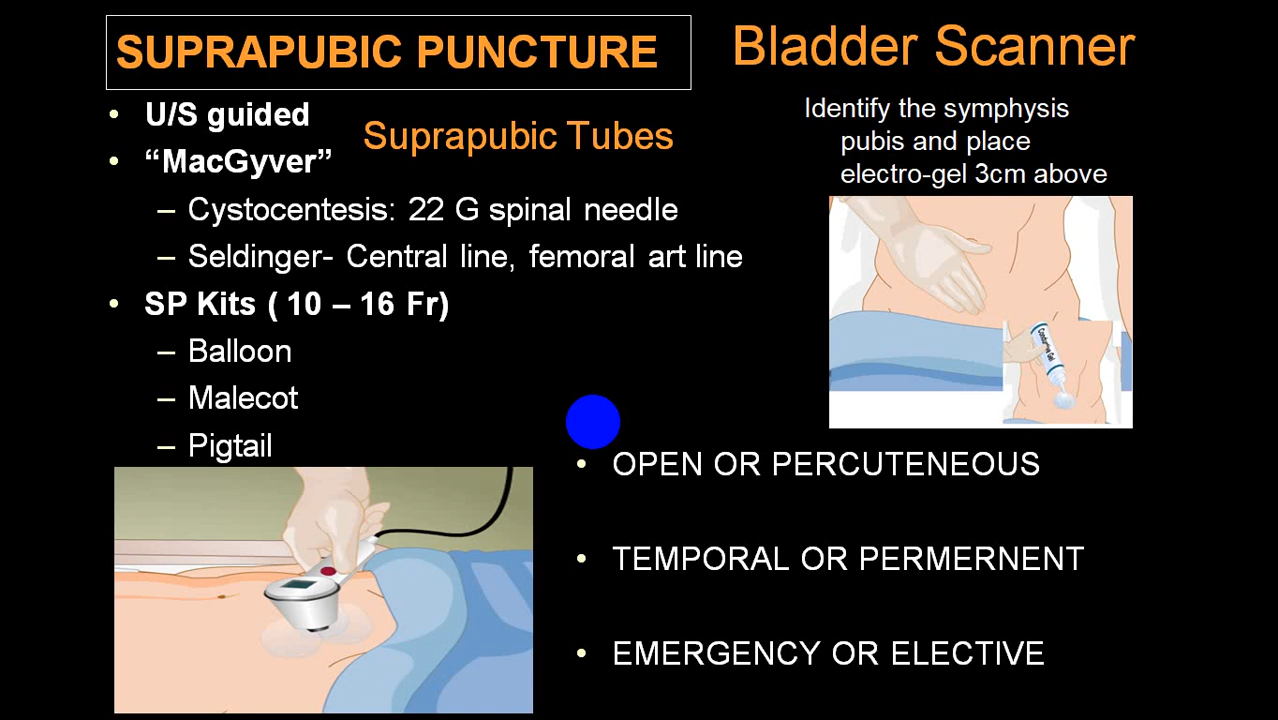 SUPRAPUBIC PUNCTURE
• U/S guided
Suprapubic Tubes
• “MacGyver”
– Cystocentesis: 22 G spinal needle
– Seldinger- Central line, femoral art line
• SP Kits ( 10 – 16 Fr)
– Balloon
– Malecot
– Pigtail
Bladder Scanner
Identify the symphysis
pubis and place
electro-gel 3cm above
Conductive Gel
• OPEN OR PERCUTENEOUS
• TEMPORAL OR PERMERNENT
• EMERGENCY OR ELECTIVE